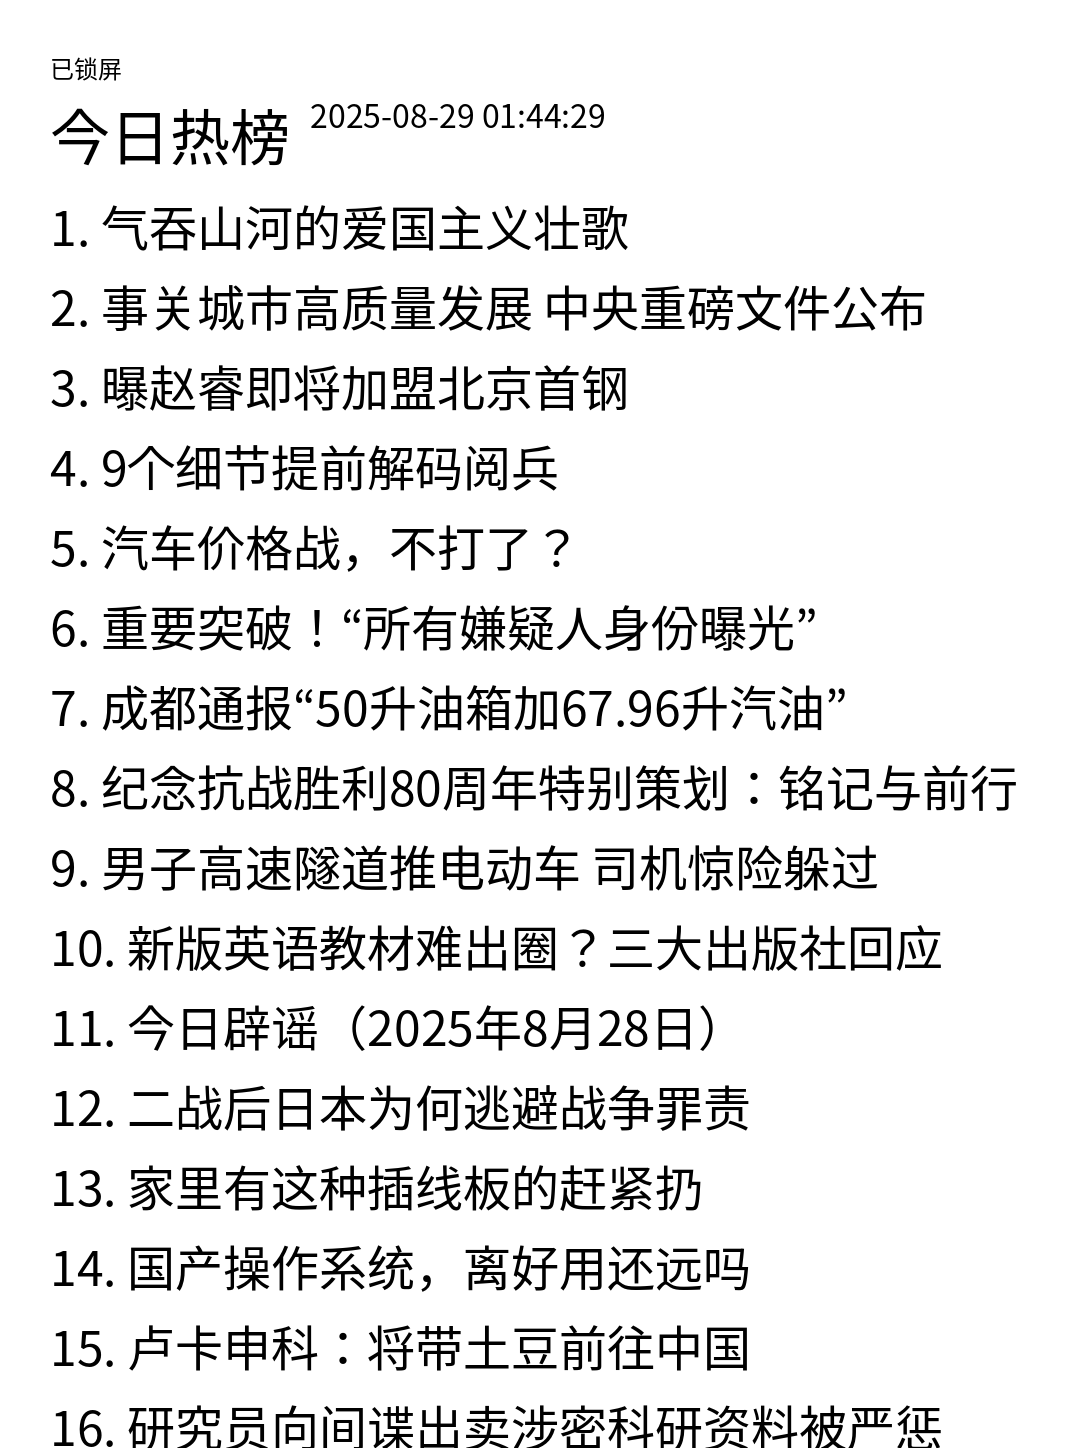 已锁屏
今日热榜 2025-08-29 01:44:29
1. 气吞山河的爱国主义壮歌
2. 事关城市高质量发展 中央重磅文件公布
3. 曝赵睿即将加盟北京首钢
4. 9个细节提前解码阅兵
5. 汽车价格战，不打了？
6. 重要突破！“所有嫌疑人身份曝光”
7. 成都通报“50升油箱加67.96升汽油”
8. 纪念抗战胜利80周年特别策划：铭记与前行
9. 男子高速隧道推电动车 司机惊险躲过
10. 新版英语教材难出圈？三大出版社回应
11. 今日辟谣（2025年8月28日）
12. 二战后日本为何逃避战争罪责
13. 家里有这种插线板的赶紧扔
14. 国产操作系统，离好用还远吗
15. 卢卡申科：将带土豆前往中国
16. 研究员向间谍出卖涉密科研资料被严惩